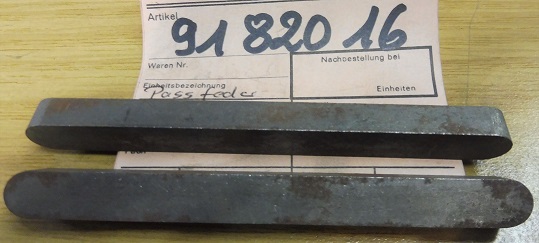 Artikel
91 820 16
Waren Nr.
Nachbestellung bei
Einheitsbezeichnung
Passfeder
Einheiten